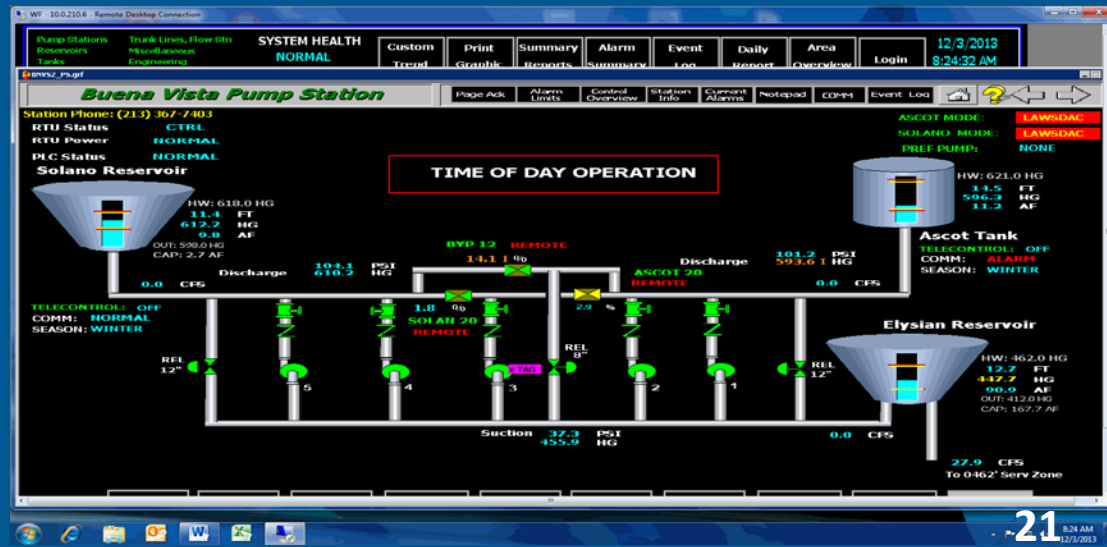 WF - 10.0.210.6 - Remote Desktop Connection
Pump Stations Trunk Lines, Flow Stn SYSTEM HEALTH Custom Print Summary Alarm Event Daily Area Login 12/3/2013
Reservoirs Miscellaneous NORMAL Trend Graphic Reports Summary Log Report Overview 8:24:32 AM
Tanks Engineering
BNVS2_PS.grf
Buena Vista Pump Station Page Ack Alarm Limits Control Overview Station Info Current Alarms Notepad COMM Event Log
Station Phone: (213) 367-7403
RTU Status CTRL
RTU Power NORMAL
PLC Status NORMAL
ASCOT MODE: LAWSDAC
SOLANO MODE: LAWSDAC
PREF PUMP: NONE
TIME OF DAY OPERATION
Solano Reservoir
HW: 618.0 HG
11.4 FT
612.2 HG
9.8 AF
OUT: 598.0 HG
CAP: 2.7 AF
HW: 621.0 HG
14.5 FT
596.3 HG
11.2 AF
Ascot Tank
TELECONTROL: OFF
COMM: ALARM
SEASON: WINTER
BYP 12 REMOTE
14.1 I %
Discharge 104.1 PSI
610.2 HG
Discharge 101.2 PSI
593.6 I HG
ASCOT 20
REMOTE
0.0 CFS
0.0 CFS
TELECONTROL: OFF
COMM: NORMAL
SEASON: WINTER
1.8 %
SOLAN 20
REMOTE
2.9 %
Elysian Reservoir
HW: 462.0 HG
12.7 FT
447.7 HG
90.9 AF
OUT: 412.0 HG
CAP: 167.7 AF
REL 12"
REL 8"
REL 12"
x TAG
5 4 3 2 1
Suction 37.3 PSI
455.9 HG
0.0 CFS
27.9 CFS
To 0462' Serv Zone
21
8:24 AM
12/3/2013